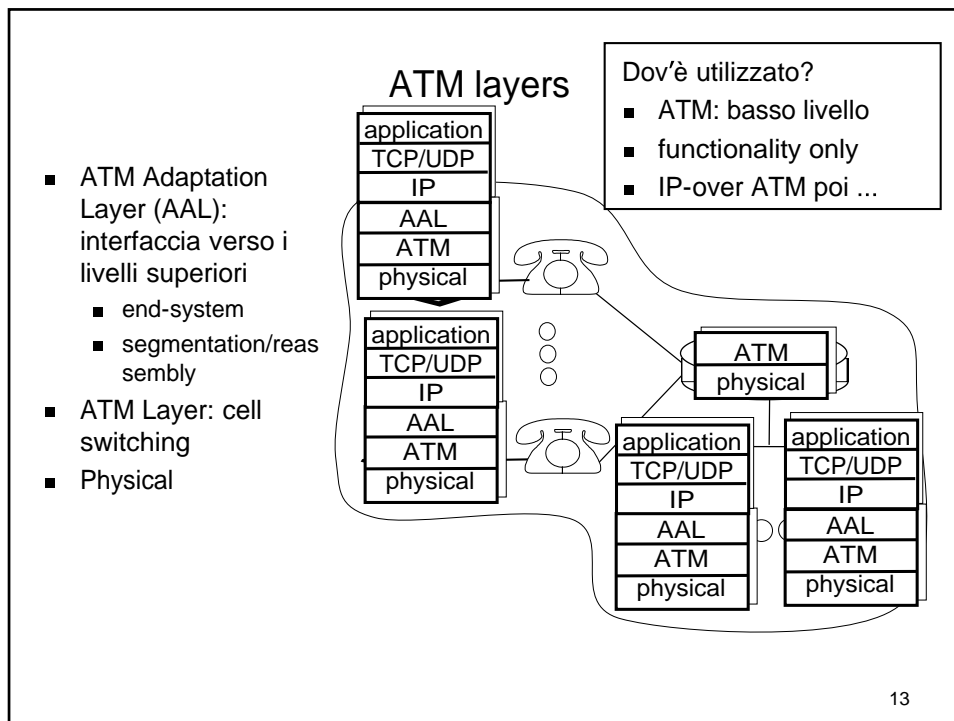 ATM layers
Dov'è utilizzato?
ATM: basso livello
functionality only
IP-over ATM poi ...
ATM Adaptation
Layer (AAL):
interfaccia verso i
livelli superiori
end-system
segmentation/reas
sembly
ATM Layer: cell
switching
Physical
application
TCP/UDP
IP
AAL
ATM
physical
application
TCP/UDP
IP
AAL
ATM
physical
ATM
physical
application
TCP/UDP
IP
AAL
ATM
physical
application
TCP/UDP
IP
AAL
ATM
physical
13